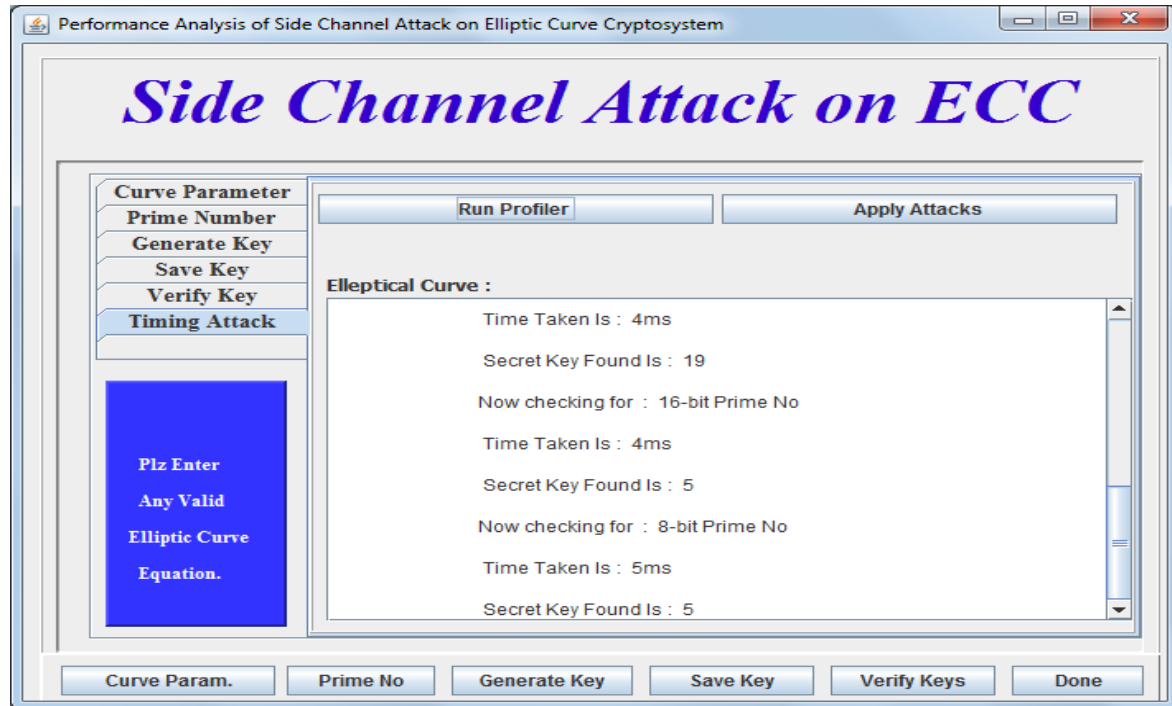 Performance Analysis of Side Channel Attack on Elliptic Curve Cryptosystem
Side Channel Attack on ECC
Curve Parameter
Prime Number
Generate Key
Save Key
Verify Key
Timing Attack
Plz Enter
Any Valid
Elliptic Curve
Equation.
Run Profiler
Apply Attacks
Elleptical Curve :
Time Taken Is : 4ms
Secret Key Found Is : 19
Now checking for : 16-bit Prime No
Time Taken Is : 4ms
Secret Key Found Is : 5
Now checking for : 8-bit Prime No
Time Taken Is : 5ms
Secret Key Found Is : 5
Curve Param.
Prime No
Generate Key
Save Key
Verify Keys
Done